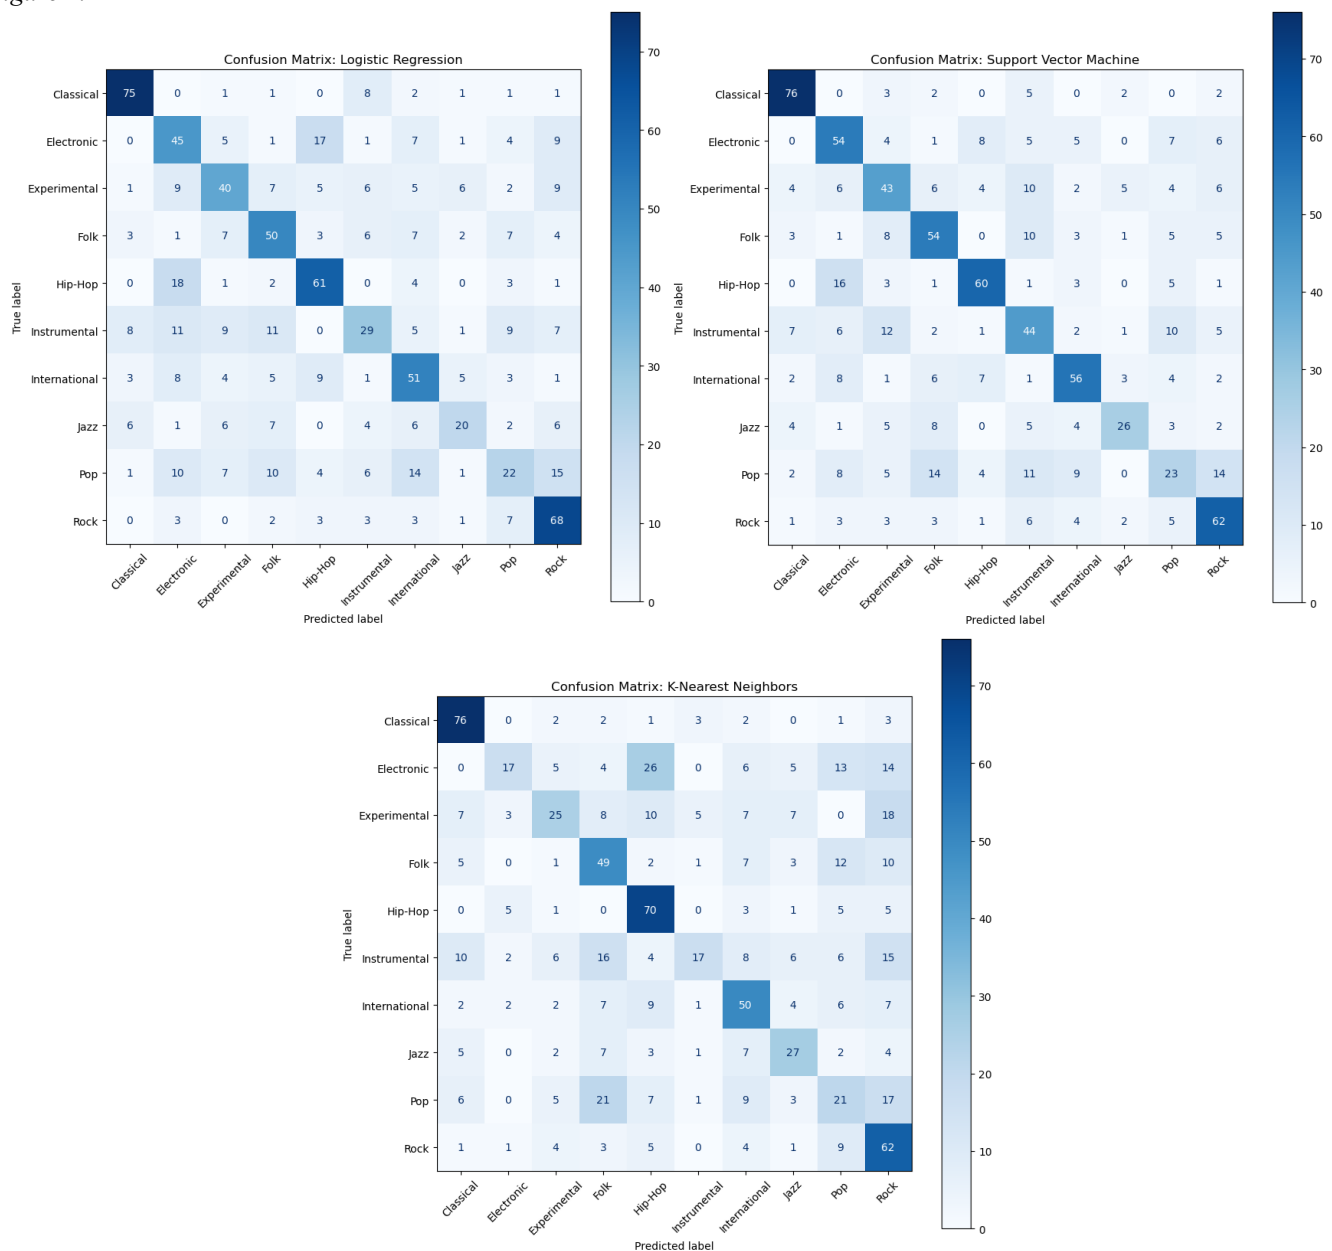 Confusion Matrix: Logistic Regression
Classical 75 0 1 1 0 8 2 1 1 1
Electronic 0 45 5 1 17 1 7 1 4 9
Experimental 1 9 40 7 5 6 5 6 2 9
Folk 3 1 7 50 3 6 7 2 7 4
Hip-Hop 0 18 1 2 61 0 4 0 3 1
Instrumental 8 11 9 11 0 29 5 1 9 7
International 3 8 4 5 9 1 51 5 3 1
Jazz 6 1 6 7 0 4 6 20 2 6
Pop 1 10 7 10 4 6 14 1 22 15
Rock 0 3 0 2 3 3 3 1 7 68
True label
Classical Electronic Experimental Folk Hip-Hop Instrumental International Jazz Pop Rock
Predicted label
70
60
50
40
30
20
10
0
Confusion Matrix: Support Vector Machine
Classical 76 0 3 2 0 5 0 2 0 2
Electronic 0 54 4 1 8 5 5 0 7 6
Experimental 4 6 43 6 4 10 2 5 4 6
Folk 3 1 8 54 0 10 3 1 5 5
Hip-Hop 0 16 3 1 60 1 3 0 5 1
Instrumental 7 6 12 2 1 44 2 1 10 5
International 2 8 1 6 7 1 56 3 4 2
Jazz 4 1 5 8 0 5 4 26 3 2
Pop 2 8 5 14 4 11 9 0 23 14
Rock 1 3 3 3 1 6 4 2 5 62
True label
Classical Electronic Experimental Folk Hip-Hop Instrumental International Jazz Pop Rock
Predicted label
70
60
50
40
30
20
10
0
Confusion Matrix: K-Nearest Neighbors
Classical 76 0 2 2 1 3 2 0 1 3
Electronic 0 17 5 4 26 0 6 5 13 14
Experimental 7 3 25 8 10 5 7 7 0 18
Folk 5 0 1 49 2 1 7 3 12 10
Hip-Hop 0 5 1 0 70 0 3 1 5 5
Instrumental 10 2 6 16 4 17 8 6 6 15
International 2 2 2 7 9 1 50 4 6 7
Jazz 5 0 2 7 3 1 7 27 2 4
Pop 6 0 5 21 7 1 9 3 21 17
Rock 1 1 4 3 5 0 4 1 9 62
True label
Classical Electronic Experimental Folk Hip-Hop Instrumental International Jazz Pop Rock
Predicted label
70
60
50
40
30
20
10
0